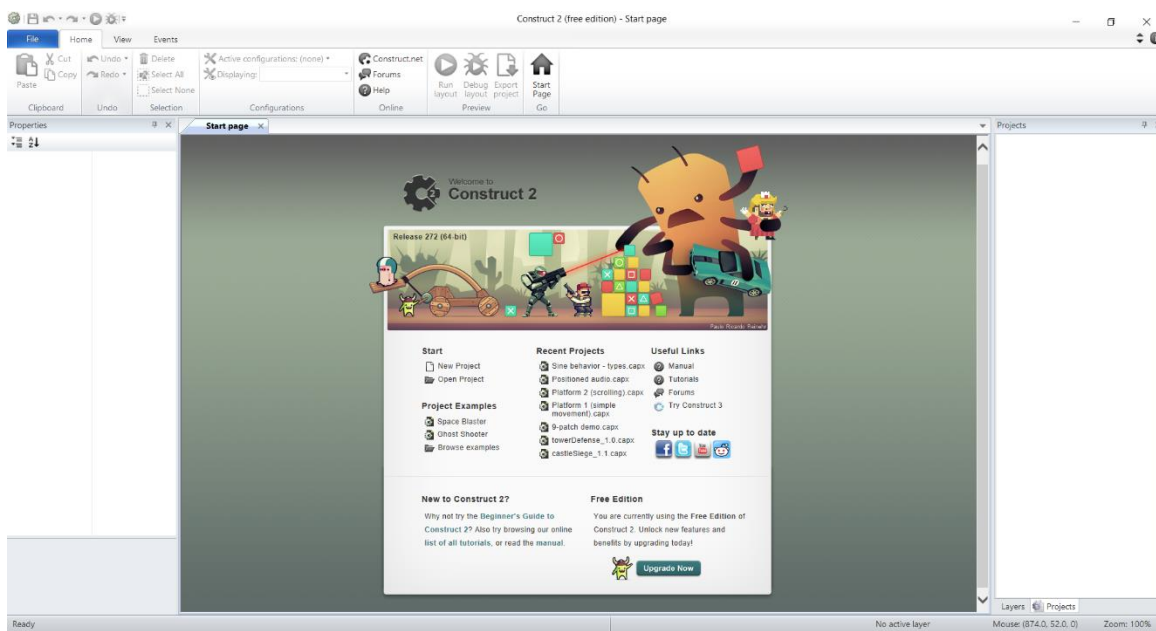 Construct 2 (free edition) - Start page
File Home View Events
Paste
Cut
Copy
Clipboard
Undo
Redo
Undo
Delete
Select All
Select None
Selection
Active configurations: (none)
Displaying:
Configurations
Construct.net
Forums
Help
Online
Run layout
Debug layout
Export project
Preview
Start Page
Go
Properties
Start page
Projects
Welcome to
Construct 2
Release 272 (64-bit)
Start
New Project
Open Project
Project Examples
Space Blaster
Ghost Shooter
Browse examples
Recent Projects
Sine behavior - types.capx
Positioned audio.capx
Platform 2 (scrolling).capx
Platform 1 (simple
movement).capx
9-patch demo.capx
towerDefense_1.0.capx
castleSiege_1.1.capx
Useful Links
Manual
Tutorials
Forums
Try Construct 3
Stay up to date
New to Construct 2?
Why not try the Beginner's Guide to
Construct 2? Also try browsing our online
list of all tutorials, or read the manual.
Free Edition
You are currently using the Free Edition of
Construct 2. Unlock new features and
benefits by upgrading today!
Upgrade Now
Layers Projects
Ready
No active layer
Mouse: (874.0, 52.0, 0)
Zoom: 100%